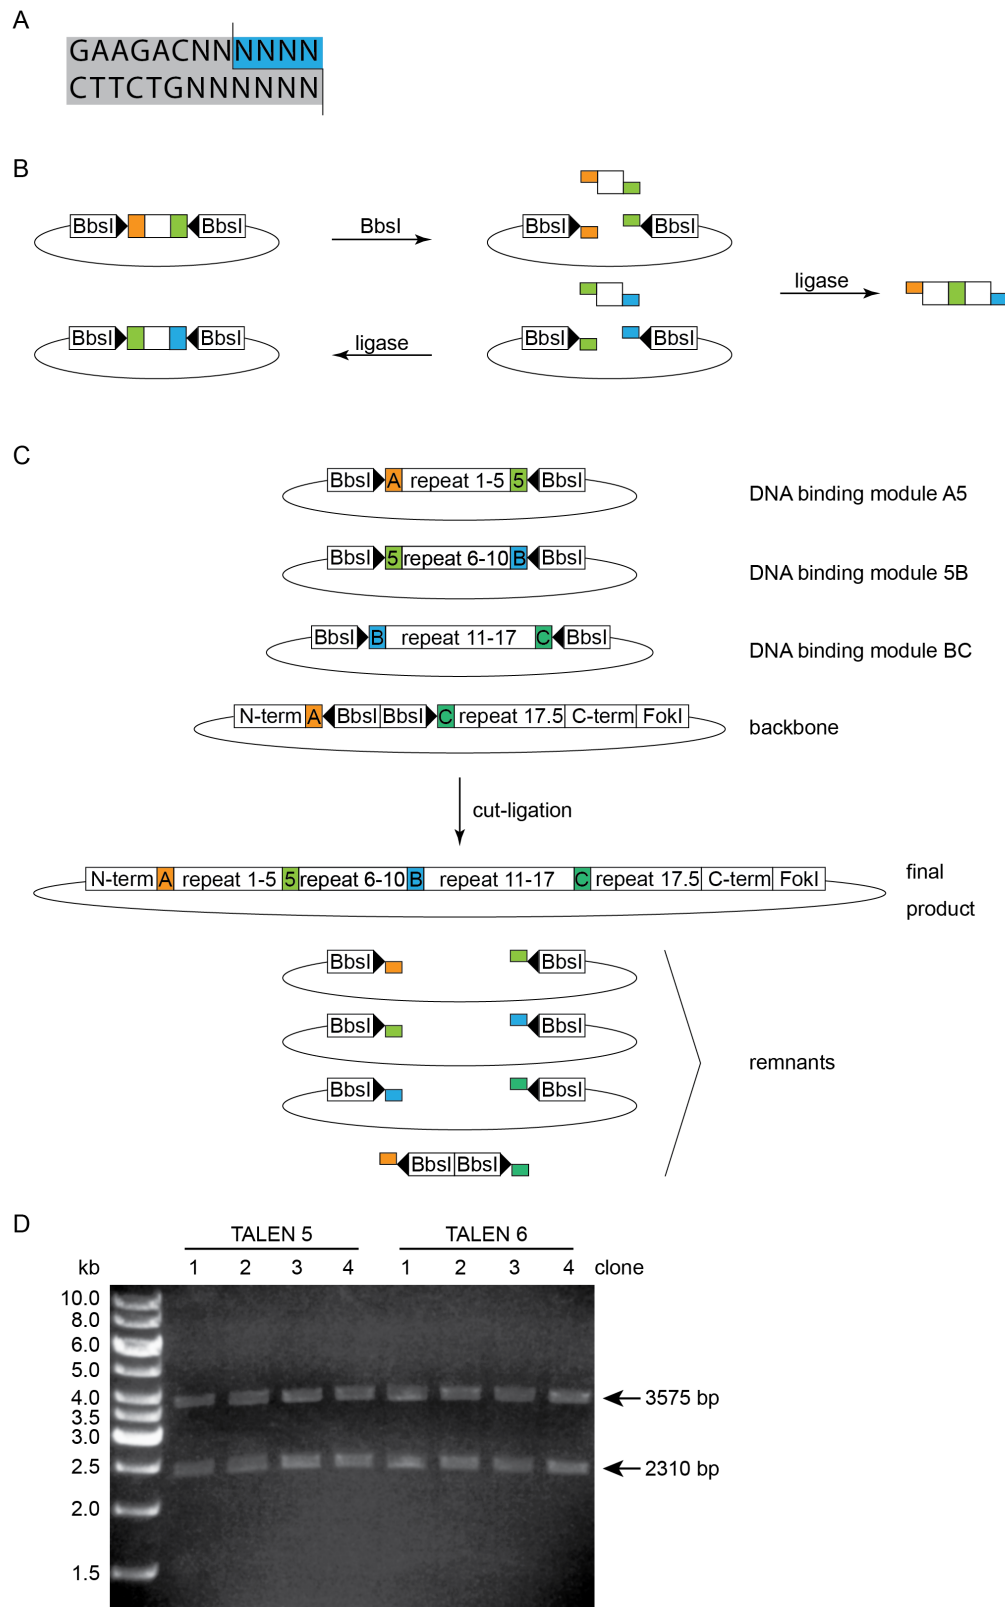 A
GAAGACNNNNNN
CTTCTGNNNNNN
B
BbsI BbsI BbsI BbsI BbsI
ligase
BbsI BbsI ligase BbsI BbsI
C
BbsI A repeat 1-5 5 BbsI
DNA binding module A5
BbsI 5 repeat 6-10 B BbsI
DNA binding module 5B
BbsI B repeat 11-17 C BbsI
DNA binding module BC
N-term A BbsI BbsI C repeat 17.5 C-term FokI
backbone
cut-ligation
N-term A repeat 1-5 5 repeat 6-10 B repeat 11-17 C repeat 17.5 C-term FokI
final
product
BbsI BbsI
BbsI BbsI
remnants
BbsI BbsI
BbsI BbsI
D
TALEN 5 TALEN 6
kb 1 2 3 4 1 2 3 4 clone
10.0
8.0
6.0
5.0
4.0 3575 bp
3.5
3.0
2.5 2310 bp
2.0
1.5